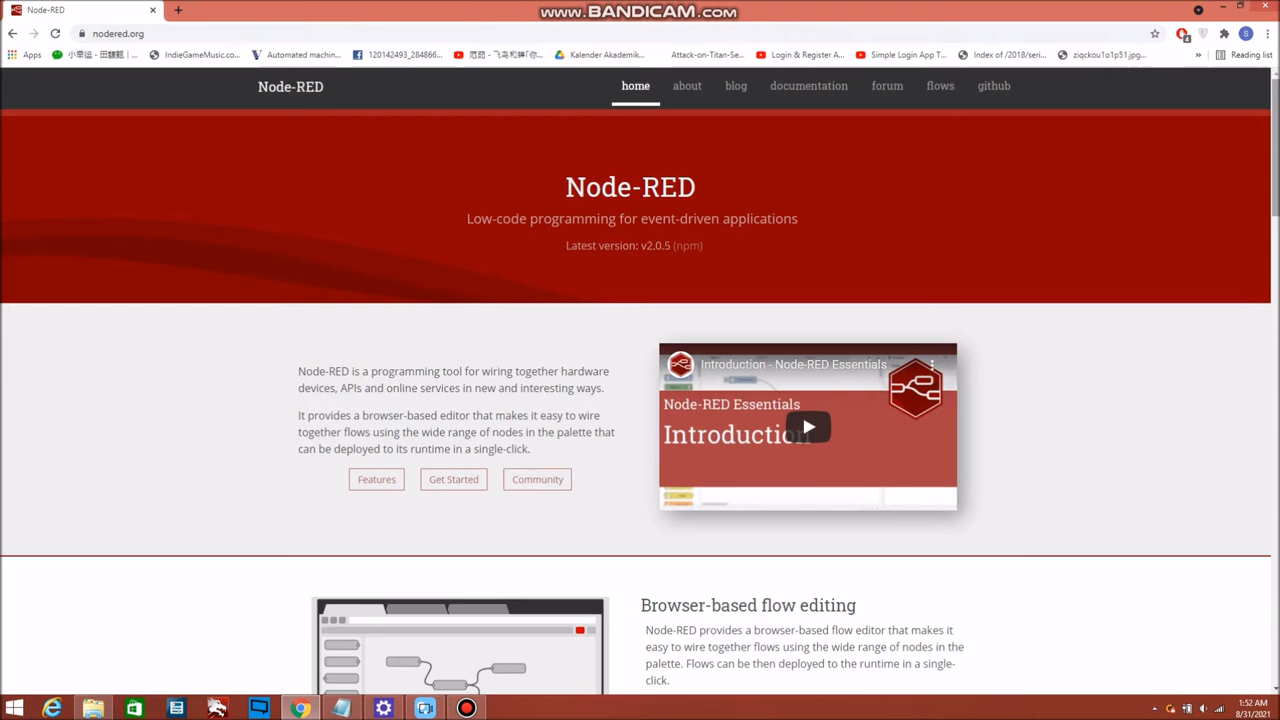 Node-RED
www.BANDICAM.com
nodered.org
Apps
小幸运 - 田馥甄
IndieGameMusic.co...
Automated machin...
120142493_284866...
Kalender Akademik...
Attack-on-Titan-Se...
Login & Register A...
Simple Login App T...
Index of /2018/seri...
ziqckou1o1p51.jpg...
»
Reading list
Node-RED
home
about
blog
documentation
forum
flows
github
Node-RED
Low-code programming for event-driven applications
Latest version: v2.0.5 (npm)
Node-RED is a programming tool for wiring together hardware
devices, APIs and online services in new and interesting ways.
It provides a browser-based editor that makes it easy to wire
together flows using the wide range of nodes in the palette that
can be deployed to its runtime in a single-click.
Features
Get Started
Community
Introduction - Node-RED Essentials
Node-RED Essentials
Introduction
Browser-based flow editing
Node-RED provides a browser-based flow editor that makes it
easy to wire together flows using the wide range of nodes in the
palette. Flows can be then deployed to the runtime in a single-
click.
1:52 AM
8/31/2021